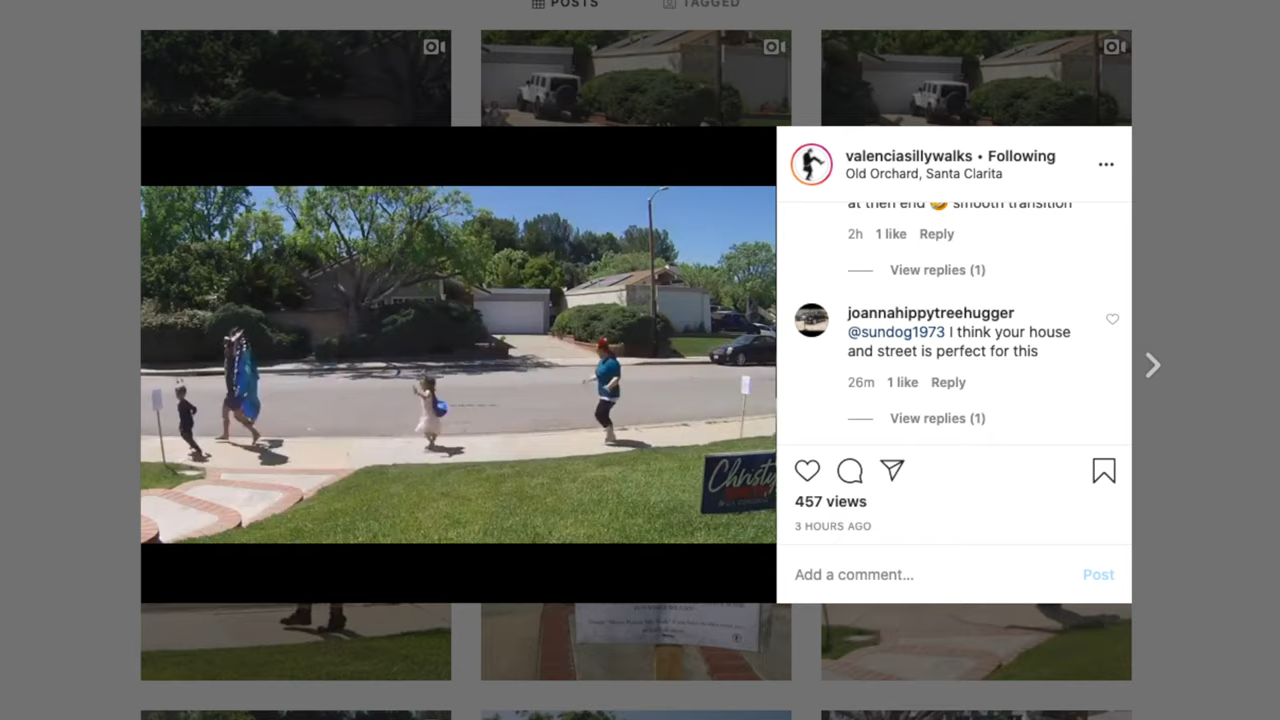 POSTS
TAGGED
valenciasillywalks • Following
Old Orchard, Santa Clarita
at then end 🤣 smooth transition
2h 1 like Reply
View replies (1)
joannahippytreehugger
@sundog1973 I think your house
and street is perfect for this
26m 1 like Reply
View replies (1)
457 views
3 HOURS AGO
Add a comment... Post
Christy